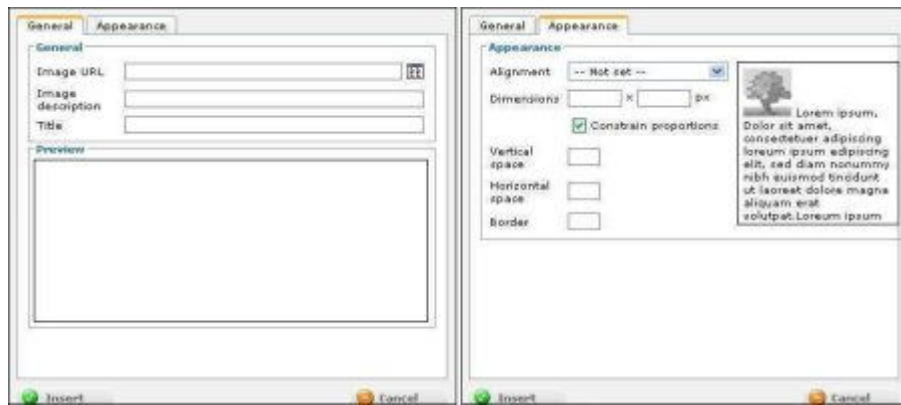 General Appearance
General
Image URL
Image
description
Title
Preview
Insert Cancel
General Appearance
Appearance
Alignment -- Not set --
Dimensions x px
Constrain proportions
Vertical
space
Horizontal
space
Border
Lorem ipsum,
Dolor sit amet,
consectetuer adipiscing
loreum ipsum edipiscing
elit, sed diam nonummy
nibh euismod tincidunt
ut laoreet dolore magna
aliquam erat
volutpat.Loreum ipsum
Insert Cancel